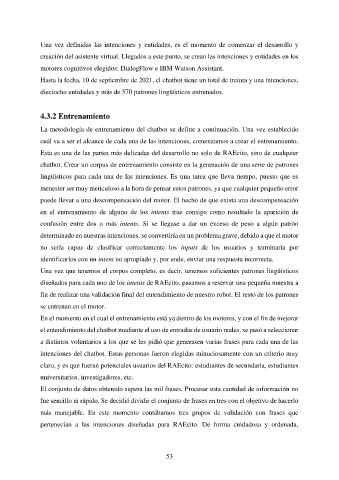 Una vez definidas las intenciones y entidades, es el momento de comenzar el desarrollo y
creación del asistente virtual. Llegados a este punto, se crean las intenciones y entidades en los
motores cognitivos elegidos: DialogFlow e IBM Watson Assistant.
Hasta la fecha, 10 de septiembre de 2021, el chatbot tiene un total de treinta y una intenciones,
dieciocho entidades y más de 570 patrones lingüísticos entrenados.
4.3.2 Entrenamiento
La metodología de entrenamiento del chatbot se define a continuación. Una vez establecido
cuál va a ser el alcance de cada una de las intenciones, comenzamos a crear el entrenamiento.
Esta es una de las partes más delicadas del desarrollo no solo de RAEcito, sino de cualquier
chatbot. Crear un corpus de entrenamiento consiste en la generación de una serie de patrones
lingüísticos para cada una de las intenciones. Es una tarea que lleva tiempo, puesto que es
menester ser muy meticuloso a la hora de pensar estos patrones, ya que cualquier pequeño error
puede llevar a una descompensación del motor. El hecho de que exista una descompensación
en el entrenamiento de alguno de los intents trae consigo como resultado la aparición de
confusión entre dos o más intents. Si se llegase a dar un exceso de peso a algún patrón
determinado en nuestras intenciones, se convertiría en un problema grave, debido a que el motor
no sería capaz de clasificar correctamente los inputs de los usuarios y terminaría por
identificarlos con un intent no apropiado y, por ende, enviar una respuesta incorrecta.
Una vez que tenemos el corpus completo, es decir, tenemos suficientes patrones lingüísticos
diseñados para cada uno de los intents de RAEcito, pasamos a reservar una pequeña muestra a
fin de realizar una validación final del entendimiento de nuestro robot. El resto de los patrones
se entrenan en el motor.
En el momento en el cual el entrenamiento está ya dentro de los motores, y con el fin de mejorar
el entendimiento del chatbot mediante el uso de entradas de usuario reales, se pasó a seleccionar
a distintos voluntarios a los que se les pidió que generasen varias frases para cada una de las
intenciones del chatbot. Estas personas fueron elegidas minuciosamente con un criterio muy
claro, y es que fueran potenciales usuarios del RAEcito: estudiantes de secundaria, estudiantes
universitarios, investigadores, etc.
El conjunto de datos obtenido supera las mil frases. Procesar esta cantidad de información no
fue sencillo ni rápido. Se decidió dividir el conjunto de frases en tres con el objetivo de hacerlo
más manejable. En este momento contábamos tres grupos de validación con frases que
pertenecían a las intenciones diseñadas para RAEcito. De forma cuidadosa y ordenada,
53